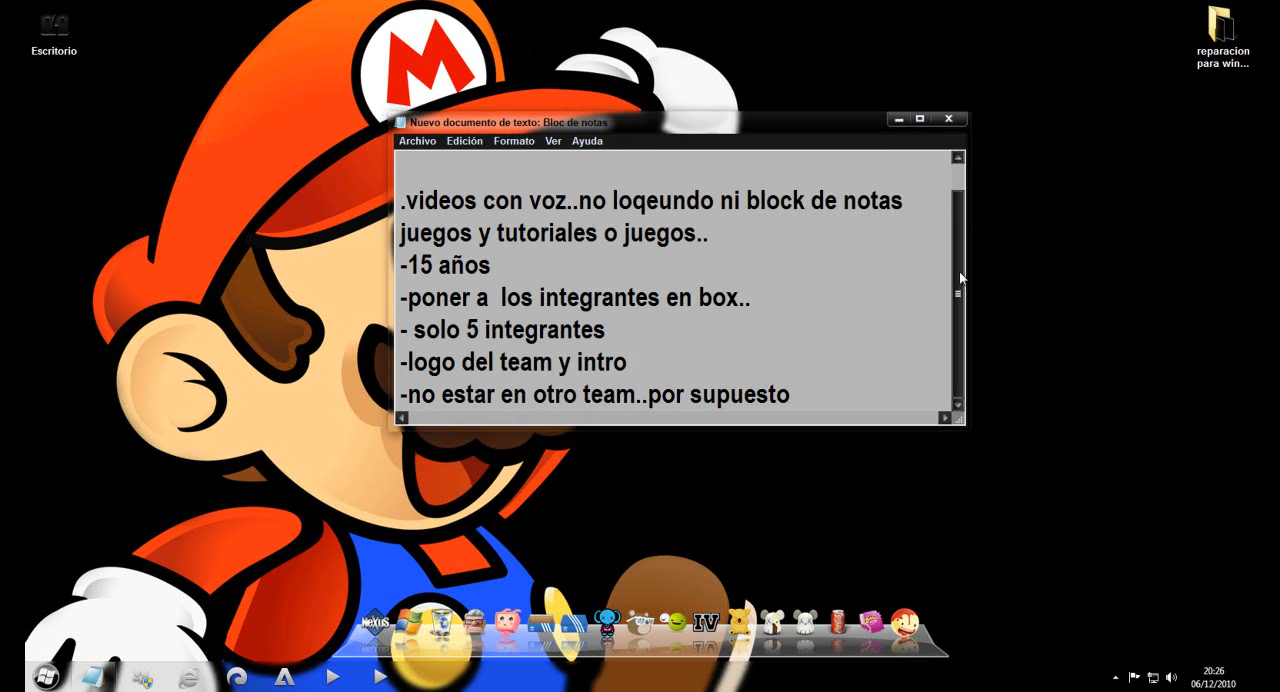 Escritorio
reparacion
para win...
M
Nuevo documento de texto: Bloc de notas
Archivo Edición Formato Ver Ayuda
.videos con voz..no loqeundo ni block de notas
juegos y tutoriales o juegos..
-15 años
-poner a  los integrantes en box..
- solo 5 integrantes
-logo del team y intro
-no estar en otro team..por supuesto
NeXuS
IV
20:26
06/12/2010